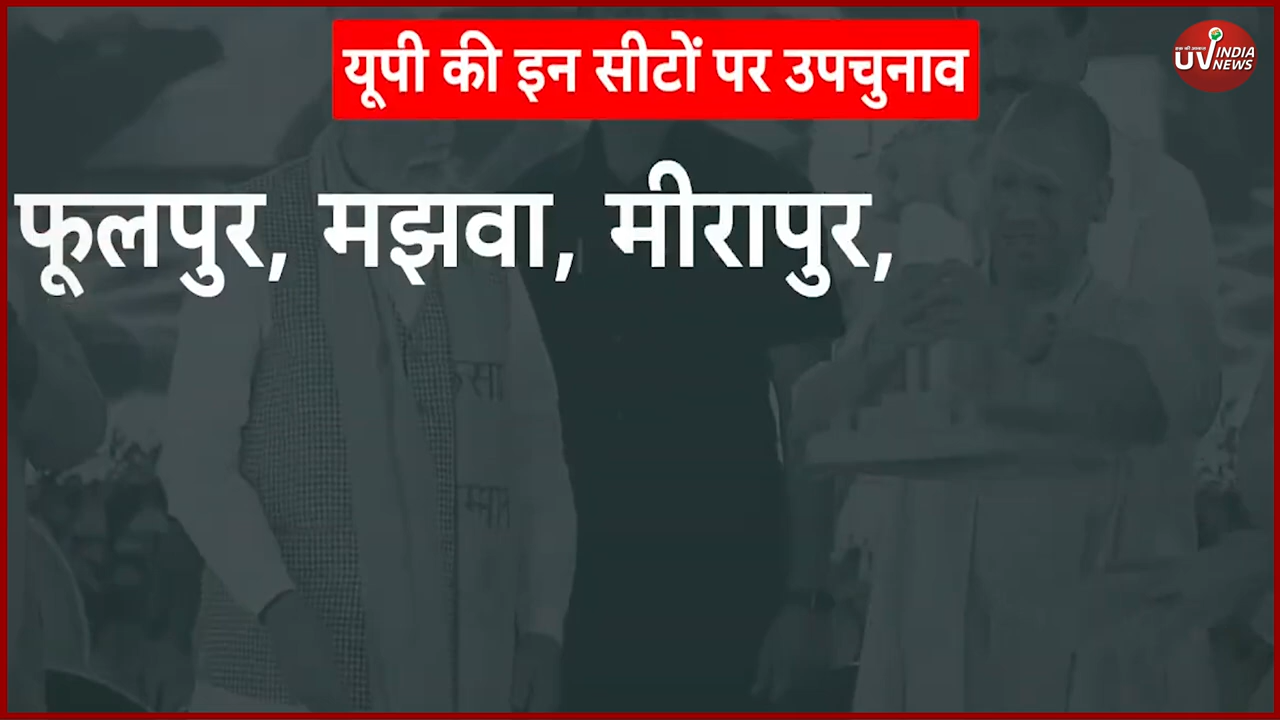 यूपी की इन सीटों पर उपचुनाव
UV INDIA NEWS
फूलपुर, मझवा, मीरापुर,